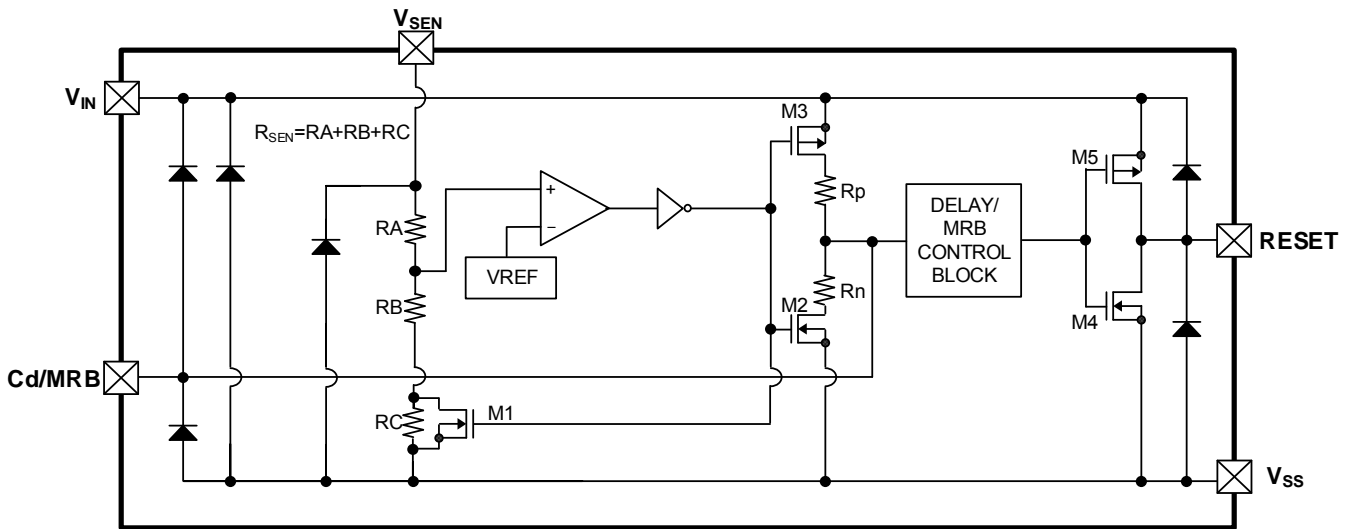 VSEN
VIN
RSEN=RA+RB+RC
M3
M5
Rp
RA
+
−
DELAY/
MRB
CONTROL
BLOCK
RESET
VREF
RB
Rn
M2
M4
Cd/MRB
RC
M1
VSS